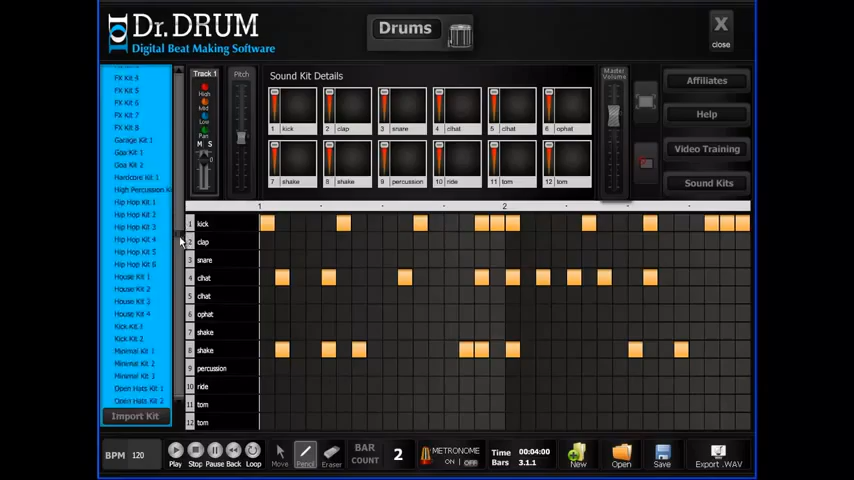 Dr.DRUM
Digital Beat Making Software
Drums
X
close
FX Kit 4
FX Kit 5
FX Kit 6
FX Kit 7
FX Kit 8
Garage Kit 1
Goa Kit 1
Goa Kit 2
Hardcore Kit 1
High Percussion Ki
Hip Hop Kit 1
Hip Hop Kit 2
Hip Hop Kit 3
Hip Hop Kit 4
Hip Hop Kit 5
Hip Hop Kit 6
House Kit 1
House Kit 2
House Kit 3
House Kit 4
Kick Kit 1
Kick Kit 2
Minimal Kit 1
Minimal Kit 2
Minimal Kit 3
Open Hats Kit 1
Open Hats Kit 2
Import Kit
Track 1
High
Mid
Low
Pan
M S
0
Pitch
Sound Kit Details
1 kick 2 clap 3 snare 4 clhat 5 clhat 6 ophat
7 shake 8 shake 9 percussion 10 ride 11 tom 12 tom
Master
Volume
Affiliates
Help
Video Training
Sound Kits
1 2
1 kick
2 clap
3 snare
4 clhat
5 clhat
6 ophat
7 shake
8 shake
9 percussion
10 ride
11 tom
12 tom
BPM 120
Play Stop Pause Back Loop
Move Pencil Eraser
BAR
COUNT 2
METRONOME
ON | OFF
Time 00:04:00
Bars 3.1.1
New Open Save Export .WAV